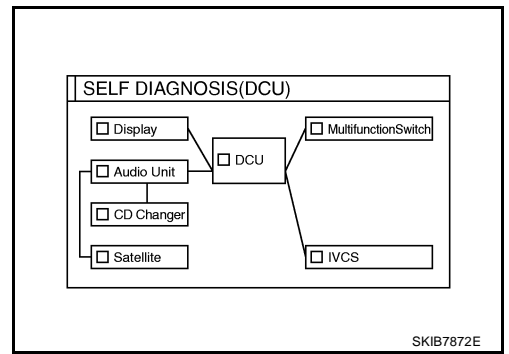 SELF DIAGNOSIS(DCU)
Display
MultifunctionSwitch
DCU
Audio Unit
CD Changer
Satellite
IVCS
SKIB7872E